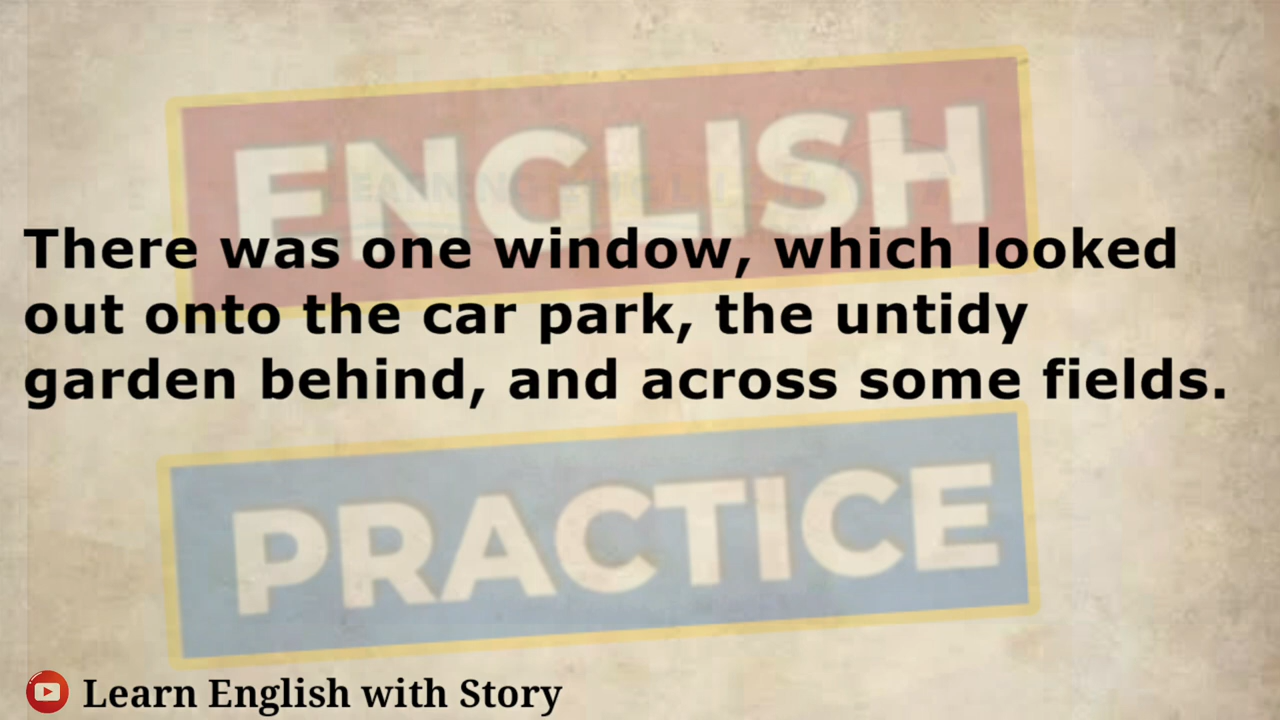 ENGLISH
There was one window, which looked
out onto the car park, the untidy
garden behind, and across some fields.
PRACTICE
Learn English with Story